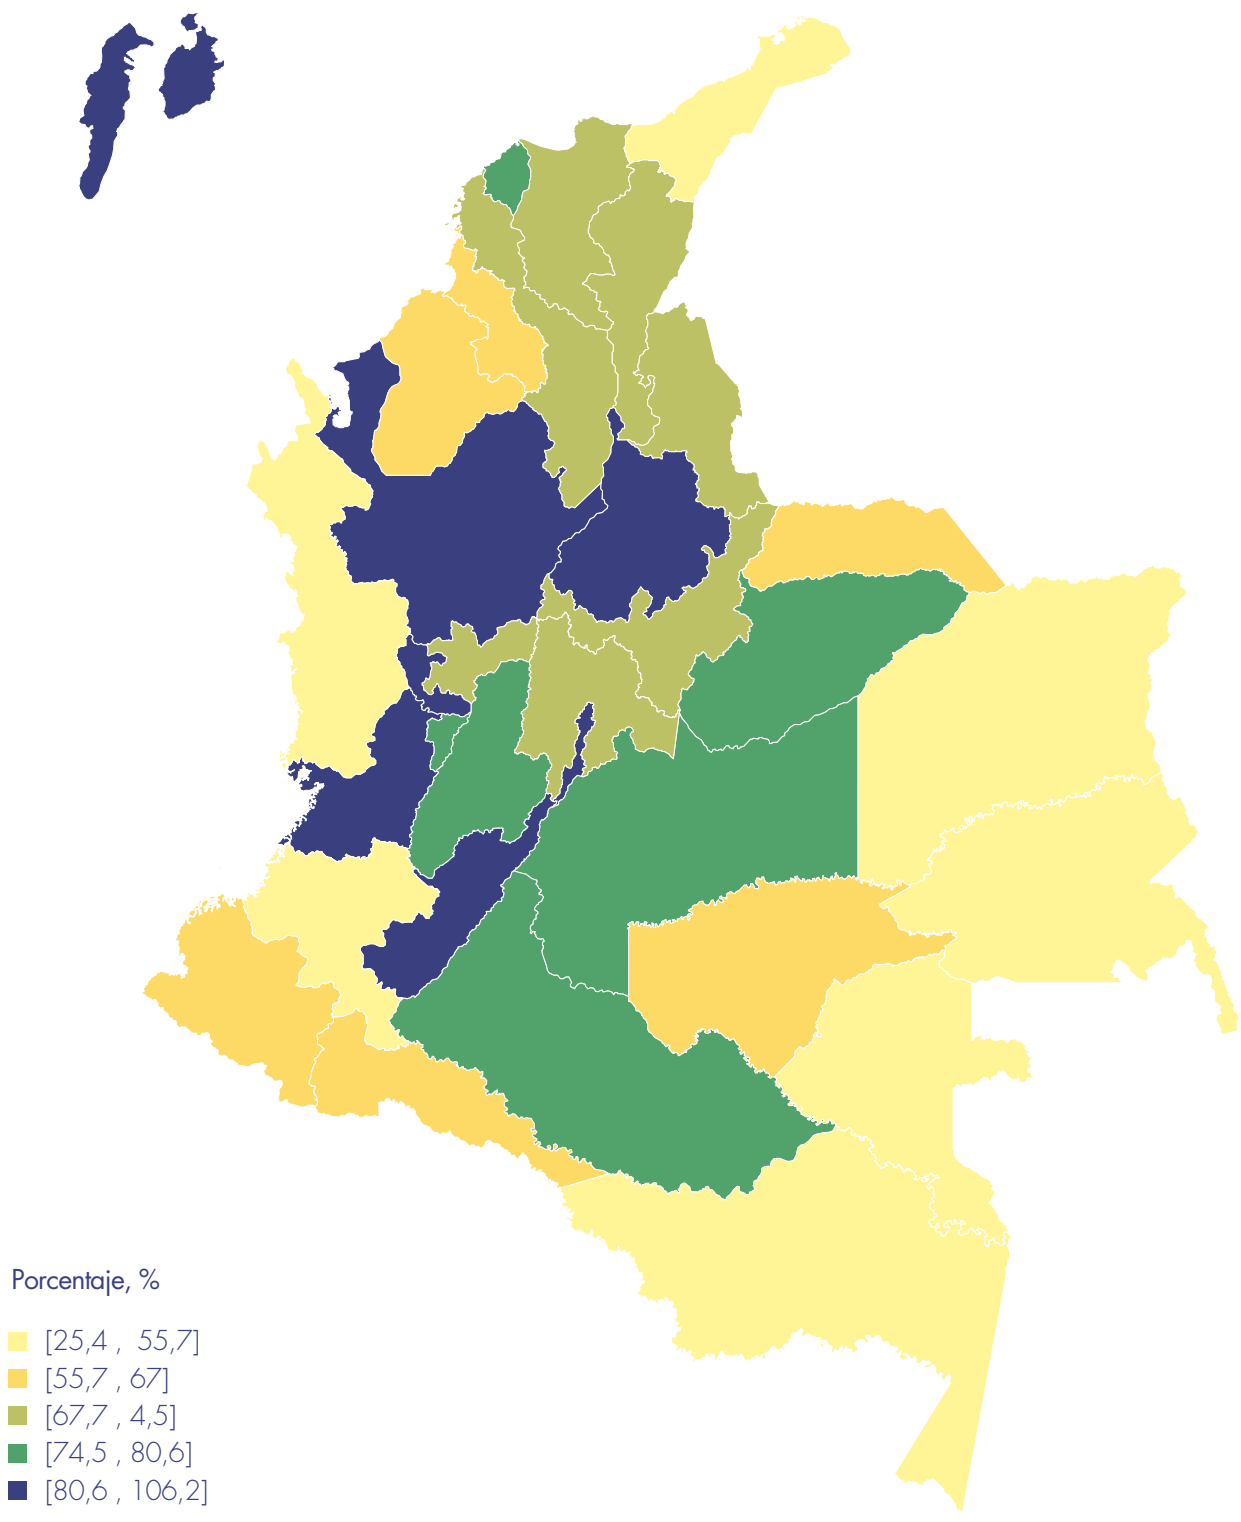 Porcentaje, %
[25,4 , 55,7]
[55,7 , 67]
[67,7 , 4,5]
[74,5 , 80,6]
[80,6 , 106,2]